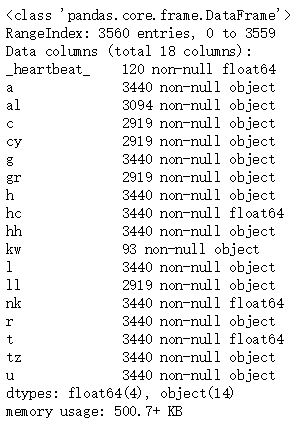 <class 'pandas.core.frame.DataFrame'>
RangeIndex: 3560 entries, 0 to 3559
Data columns (total 18 columns):
_heartbeat_    120 non-null float64
a              3440 non-null object
al             3094 non-null object
c              2919 non-null object
cy             2919 non-null object
g              3440 non-null object
gr             2919 non-null object
h              3440 non-null object
hc             3440 non-null float64
hh             3440 non-null object
kw             93 non-null object
l              3440 non-null object
ll             2919 non-null object
nk             3440 non-null float64
r              3440 non-null object
t              3440 non-null float64
tz             3440 non-null object
u              3440 non-null object
dtypes: float64(4), object(14)
memory usage: 500.7+ KB